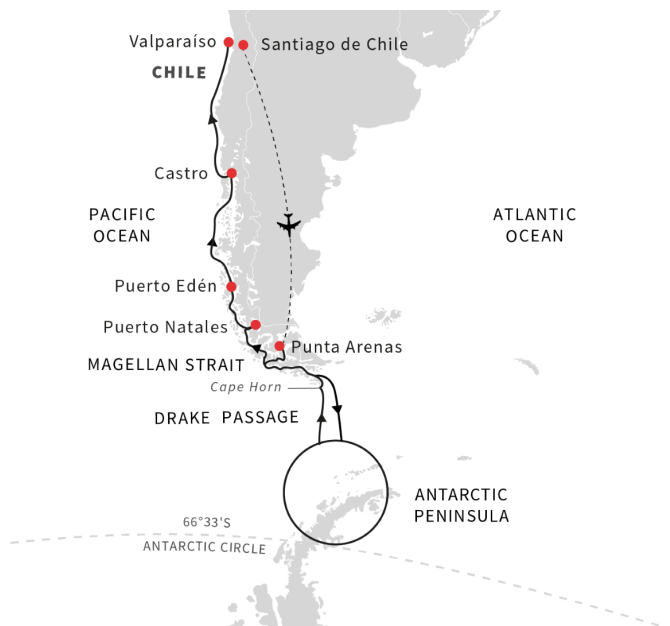 Valparaíso
Santiago de Chile
CHILE
Castro
PACIFIC
OCEAN
ATLANTIC
OCEAN
Puerto Edén
Puerto Natales
Punta Arenas
MAGELLAN STRAIT
Cape Horn
DRAKE PASSAGE
ANTARCTIC
PENINSULA
66°33'S
ANTARCTIC CIRCLE